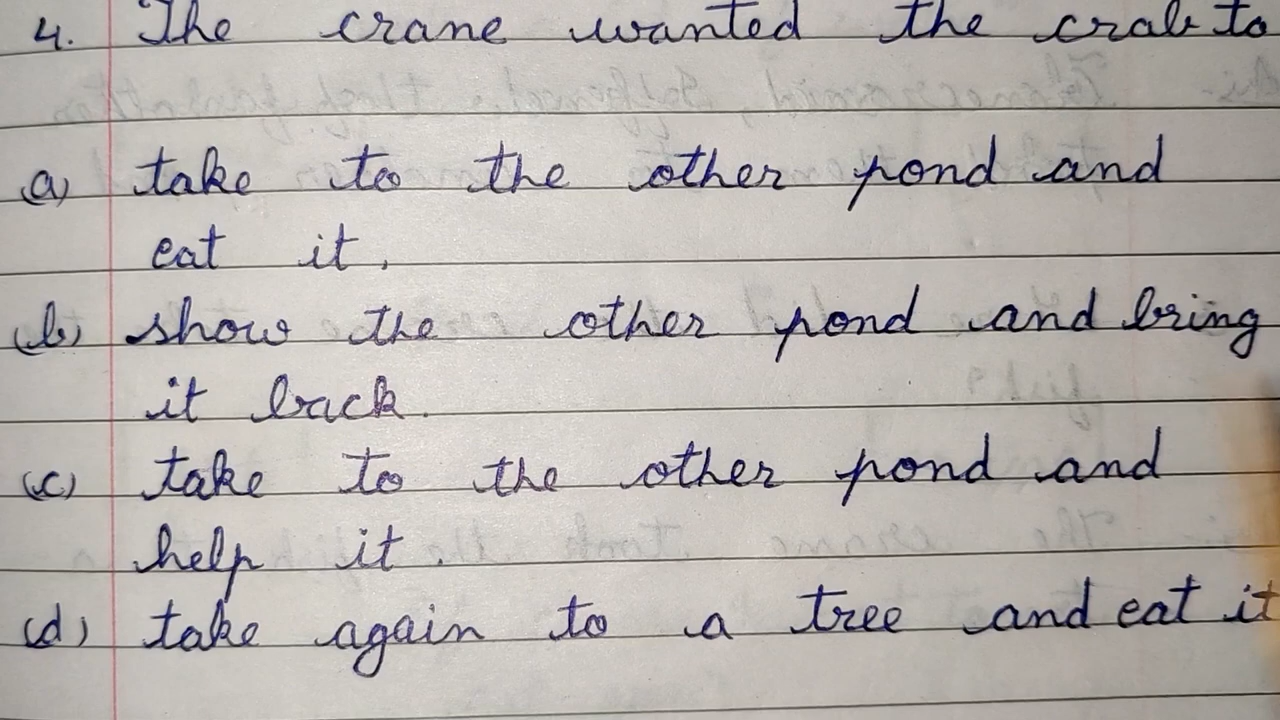 4. The crane wanted the crab to
(a) take to the other pond and
eat it.
(b) show the other pond and bring
it back.
(c) take to the other pond and
help it.
(d) take again to a tree and eat it